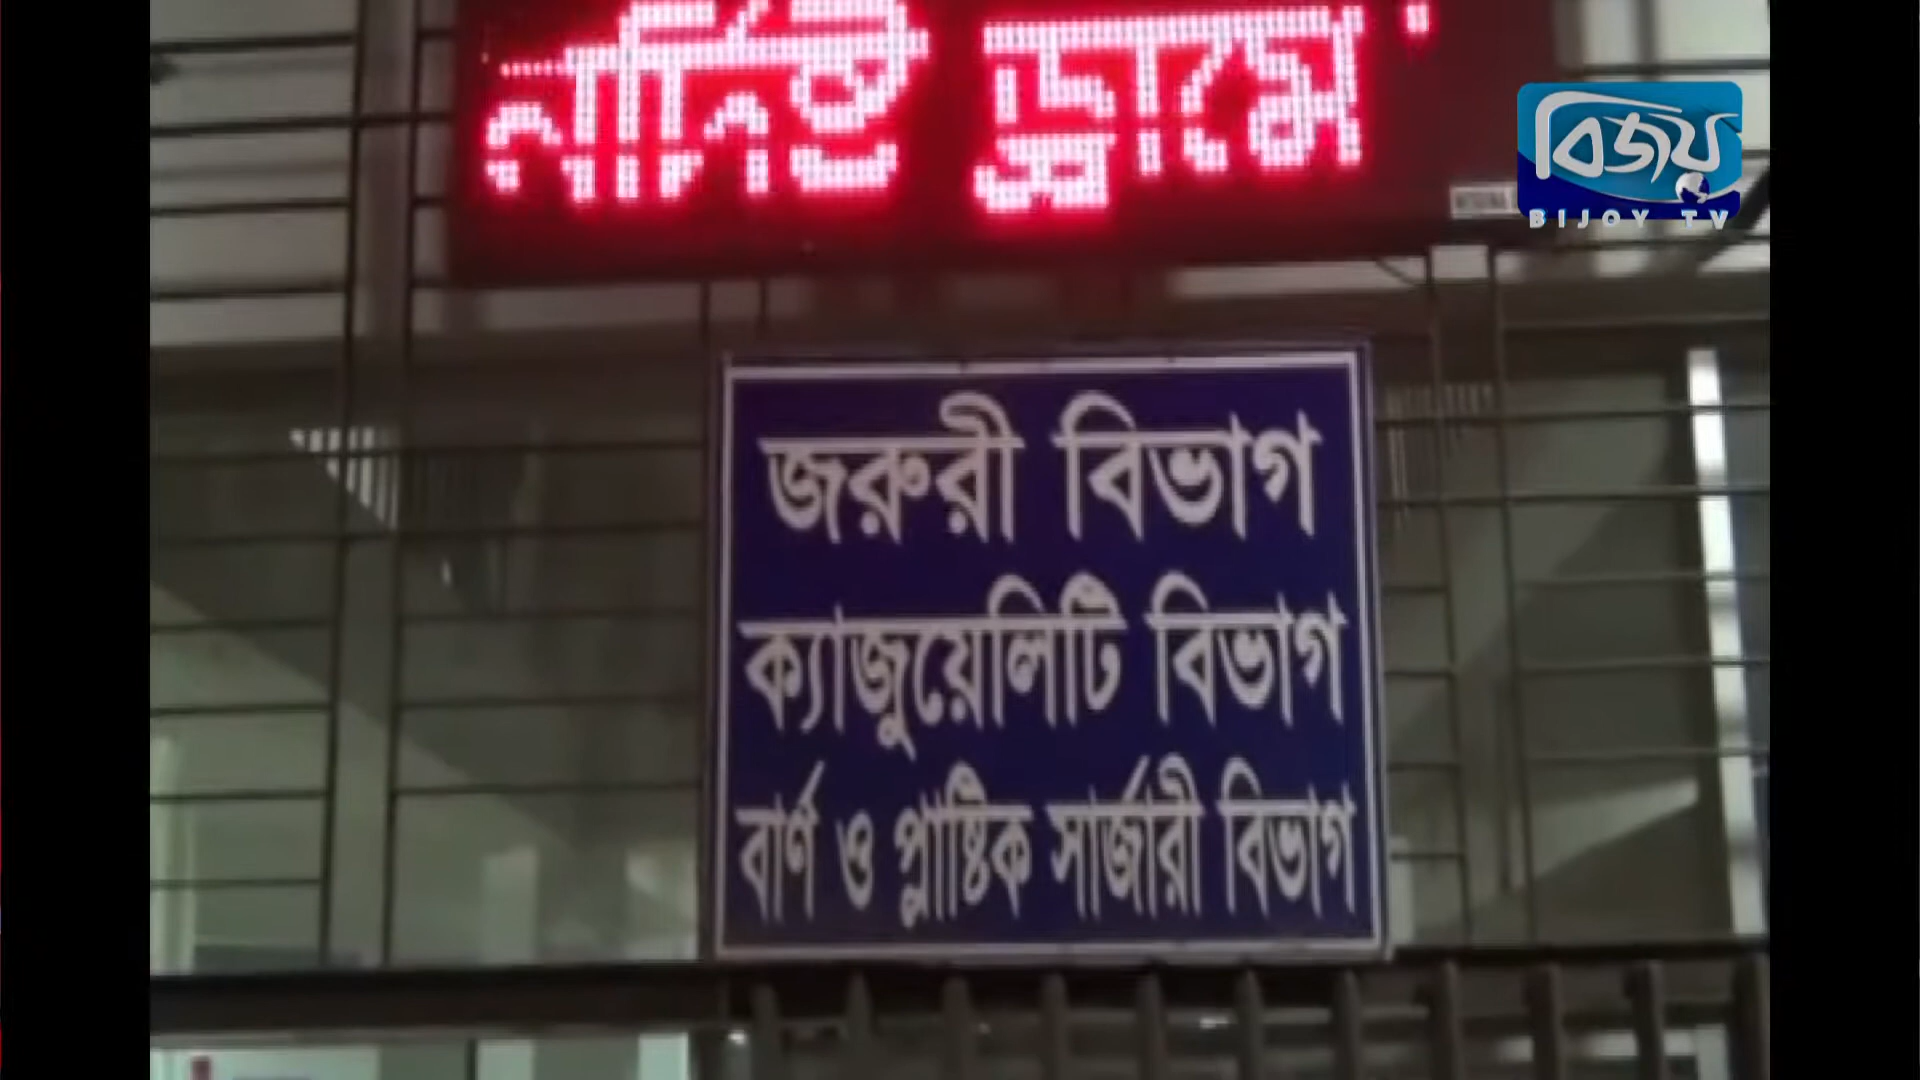 নির্দিষ্ট ড্রামে
বিজয়
BIJOY TV
জরুরী বিভাগ
ক্যাজুয়েলিটি বিভাগ
বার্ণ ও প্লাষ্টিক সার্জারী বিভাগ